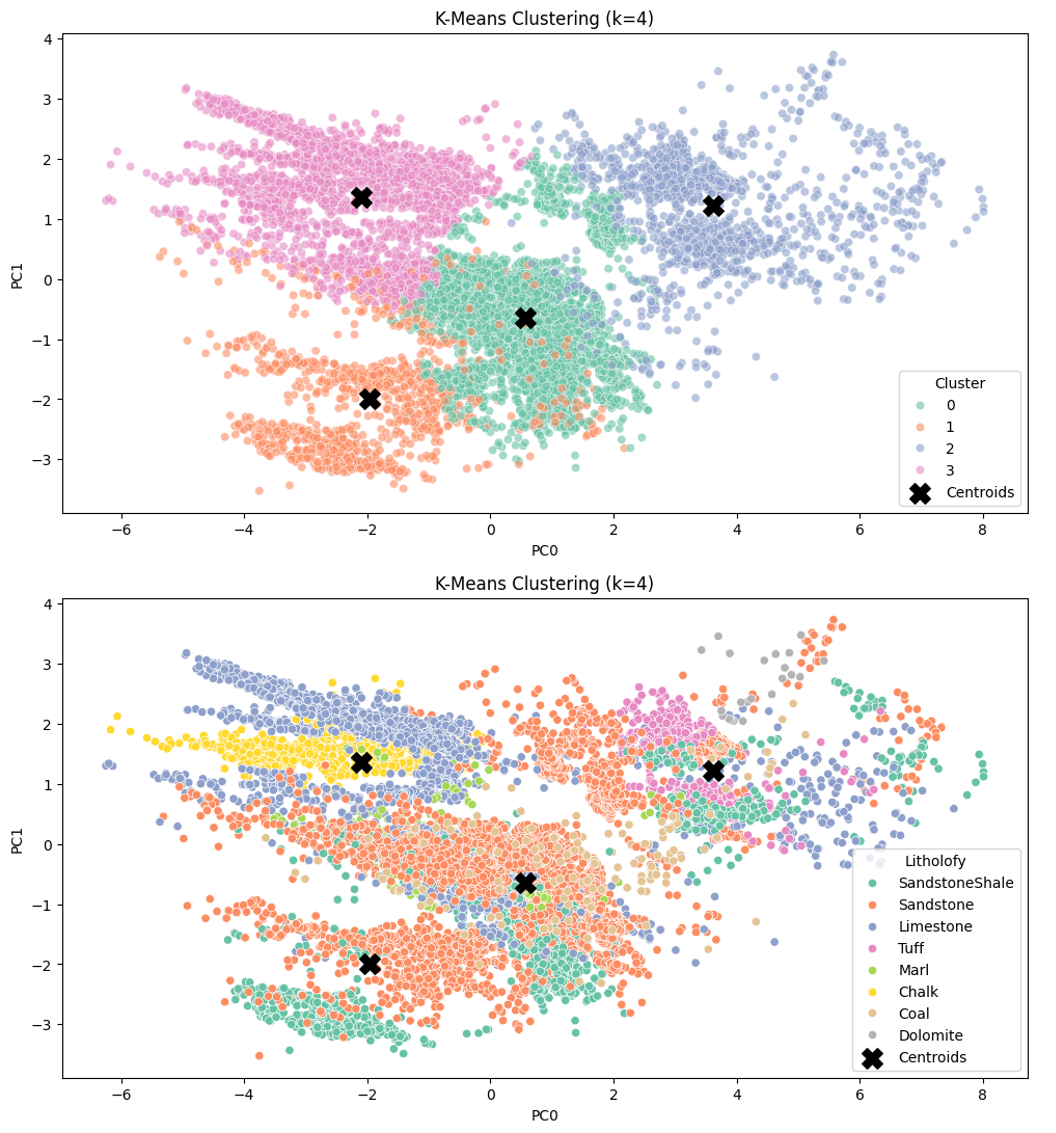 K-Means Clustering (k=4)
4
3
2
1
0
−1
−2
−3
PC1
Cluster
0
1
2
3
Centroids
−6
−4
−2
0
2
4
6
8
PC0
K-Means Clustering (k=4)
4
3
2
1
0
−1
−2
−3
PC1
Litholofy
SandstoneShale
Sandstone
Limestone
Tuff
Marl
Chalk
Coal
Dolomite
Centroids
−6
−4
−2
0
2
4
6
8
PC0